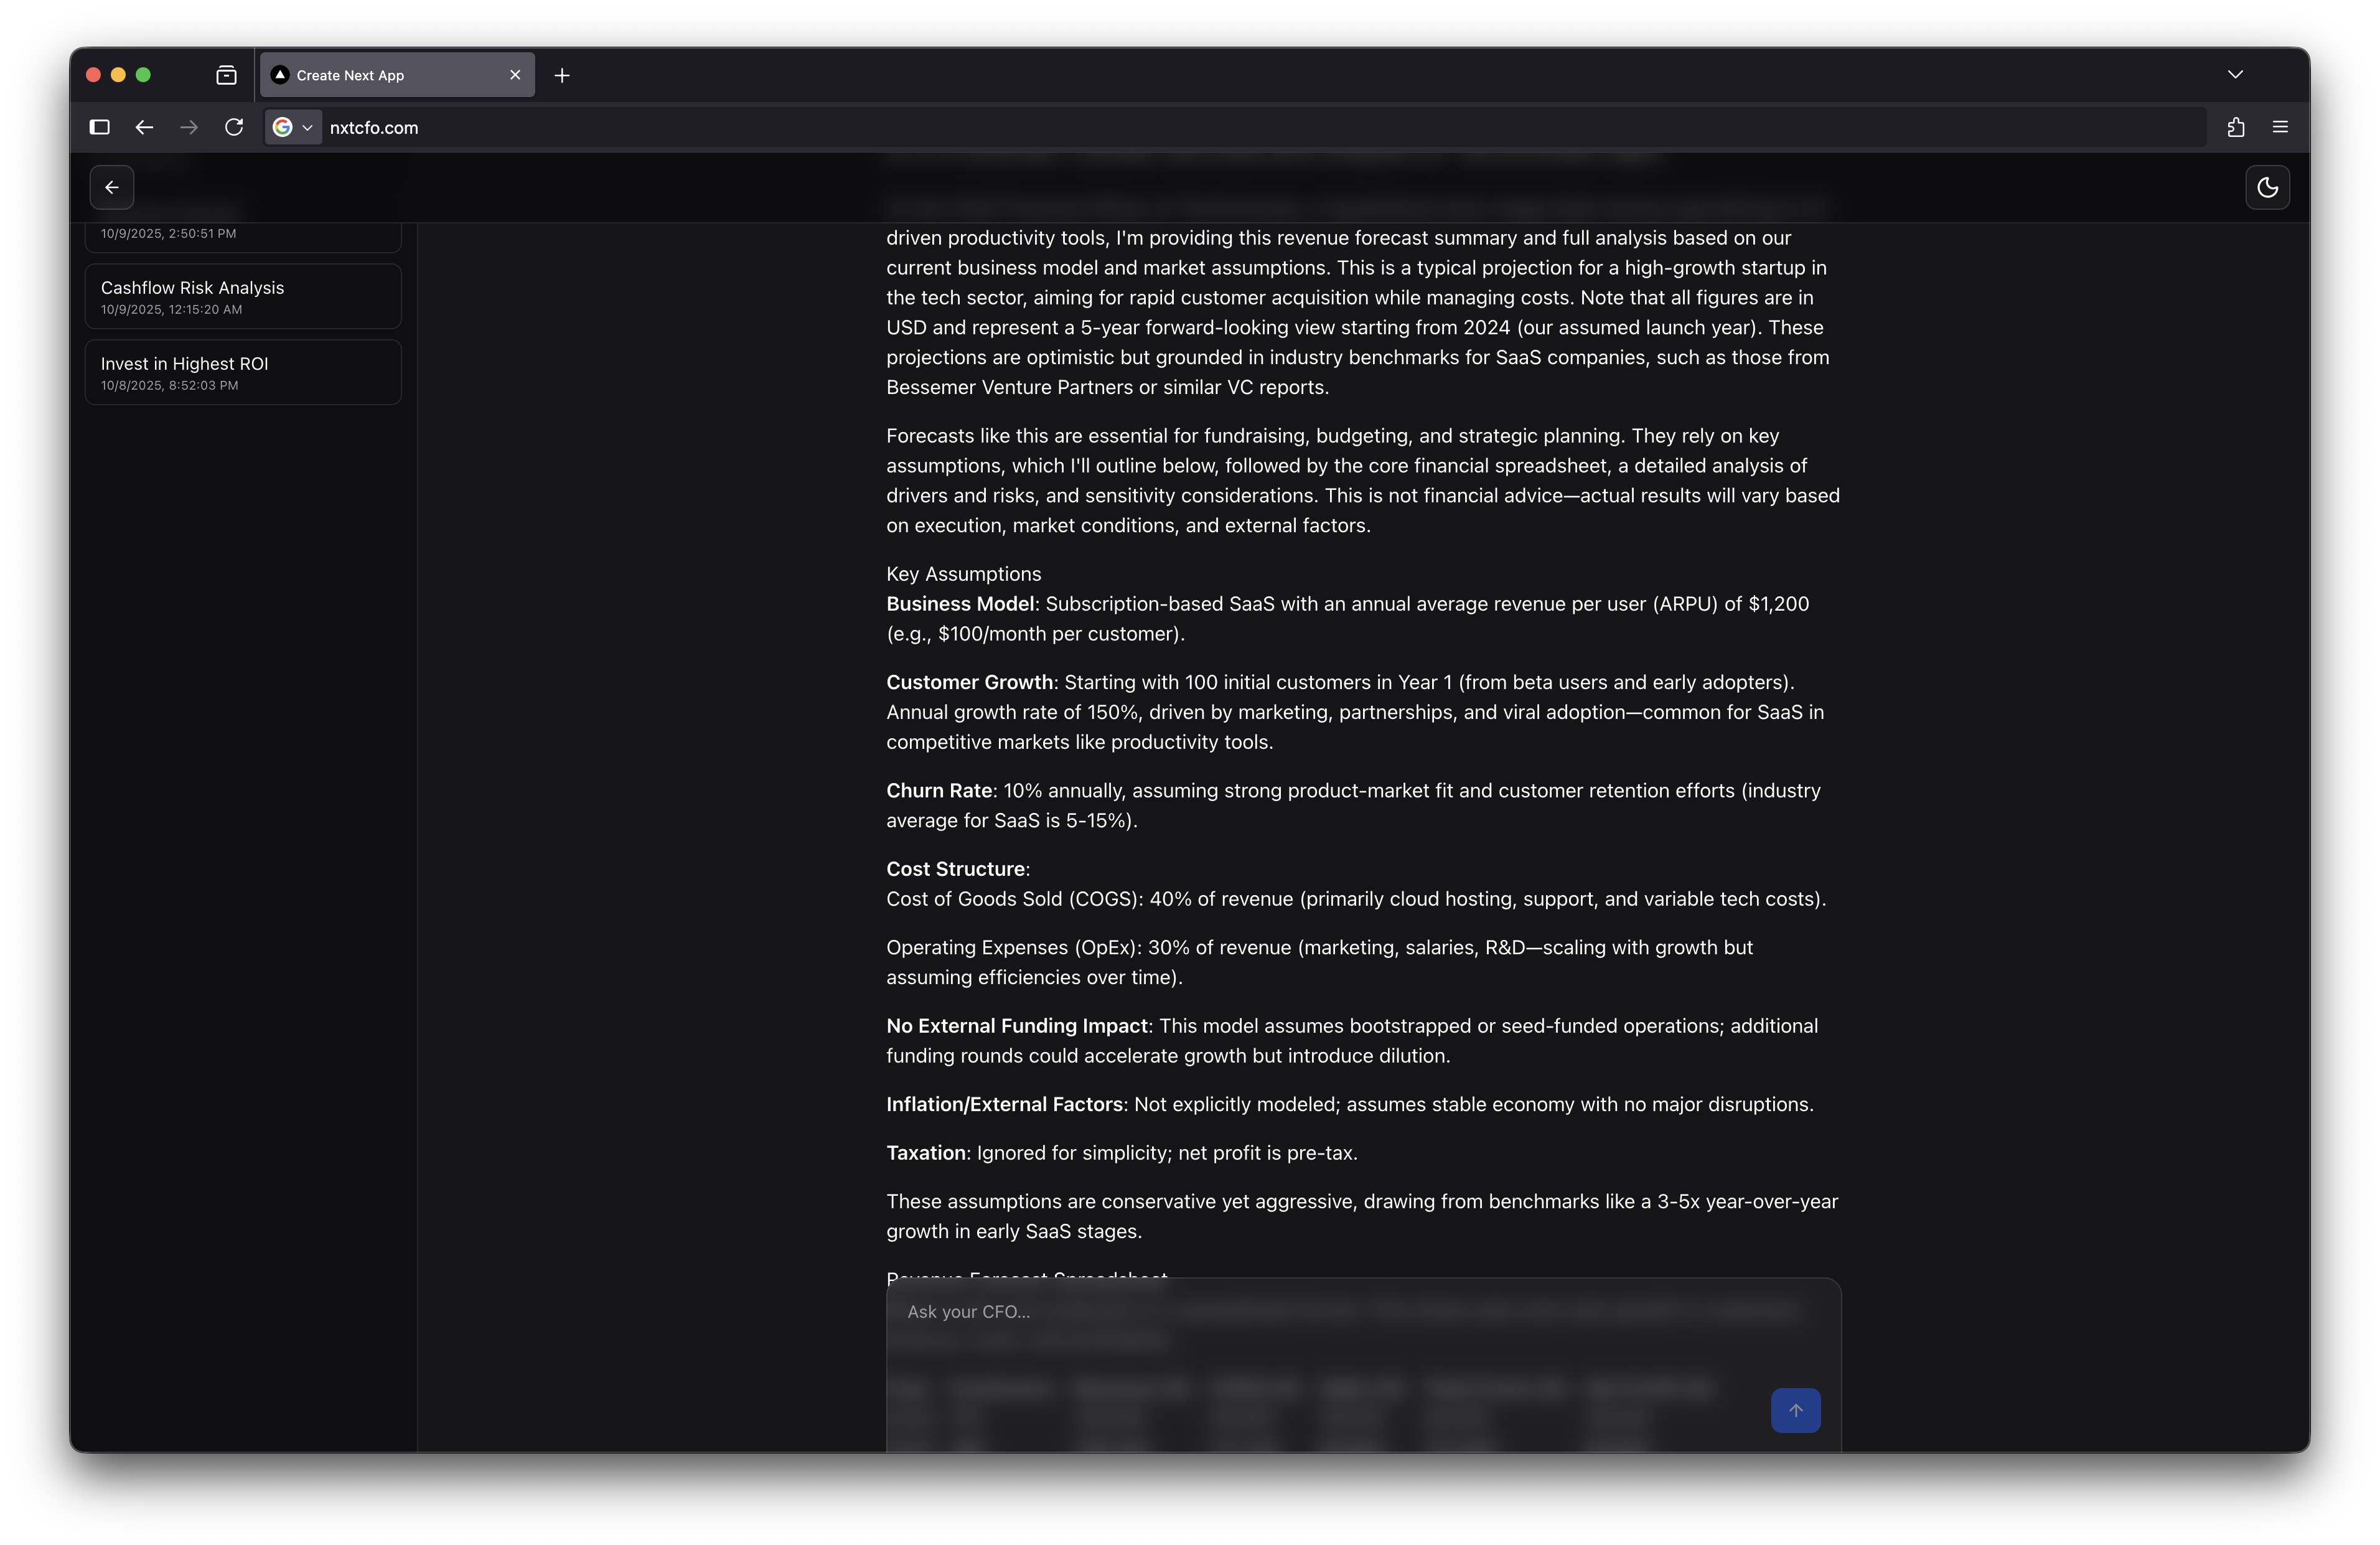 Create Next App
nxtcfo.com
10/9/2025, 2:50:51 PM
Cashflow Risk Analysis
10/9/2025, 12:15:20 AM
Invest in Highest ROI
10/8/2025, 8:52:03 PM
driven productivity tools, I'm providing this revenue forecast summary and full analysis based on our
current business model and market assumptions. This is a typical projection for a high-growth startup in
the tech sector, aiming for rapid customer acquisition while managing costs. Note that all figures are in
USD and represent a 5-year forward-looking view starting from 2024 (our assumed launch year). These
projections are optimistic but grounded in industry benchmarks for SaaS companies, such as those from
Bessemer Venture Partners or similar VC reports.
Forecasts like this are essential for fundraising, budgeting, and strategic planning. They rely on key
assumptions, which I'll outline below, followed by the core financial spreadsheet, a detailed analysis of
drivers and risks, and sensitivity considerations. This is not financial advice—actual results will vary based
on execution, market conditions, and external factors.
Key Assumptions
Business Model: Subscription-based SaaS with an annual average revenue per user (ARPU) of $1,200
(e.g., $100/month per customer).
Customer Growth: Starting with 100 initial customers in Year 1 (from beta users and early adopters).
Annual growth rate of 150%, driven by marketing, partnerships, and viral adoption—common for SaaS in
competitive markets like productivity tools.
Churn Rate: 10% annually, assuming strong product-market fit and customer retention efforts (industry
average for SaaS is 5-15%).
Cost Structure:
Cost of Goods Sold (COGS): 40% of revenue (primarily cloud hosting, support, and variable tech costs).
Operating Expenses (OpEx): 30% of revenue (marketing, salaries, R&D—scaling with growth but
assuming efficiencies over time).
No External Funding Impact: This model assumes bootstrapped or seed-funded operations; additional
funding rounds could accelerate growth but introduce dilution.
Inflation/External Factors: Not explicitly modeled; assumes stable economy with no major disruptions.
Taxation: Ignored for simplicity; net profit is pre-tax.
These assumptions are conservative yet aggressive, drawing from benchmarks like a 3-5x year-over-year
growth in early SaaS stages.
Revenue Forecast Spreadsheet
Ask your CFO...